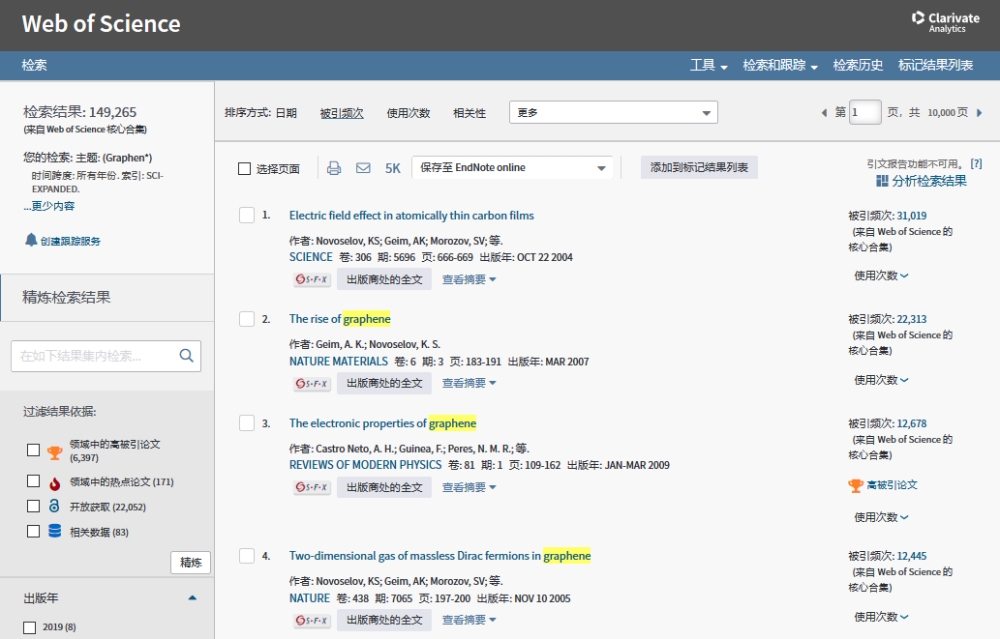 Web of Science
Clarivate
Analytics
检索
工具 检索和跟踪 检索历史 标记结果列表
检索结果: 149,265
(来自 Web of Science 核心合集)
您的检索: 主题: (Graphen*)
时间跨度: 所有年份. 索引: SCI-
EXPANDED.
...更少内容
创建跟踪服务
精炼检索结果
在如下结果集内检索...
过滤结果依据:
领域中的高被引论文
(6,397)
领域中的热点论文 (171)
开放获取 (22,052)
相关数据 (83)
精炼
出版年
2019 (8)
排序方式: 日期 被引频次 使用次数 相关性 更多
第 1 页，共 10,000 页
选择页面 5K 保存至 EndNote online 添加到标记结果列表
引文报告功能不可用。 [?]
分析检索结果
1. Electric field effect in atomically thin carbon films
作者: Novoselov, KS; Geim, AK; Morozov, SV; 等.
SCIENCE 卷: 306 期: 5696 页: 666-669 出版年: OCT 22 2004
S·F·X 出版商处的全文 查看摘要
被引频次: 31,019
(来自 Web of Science 的
核心合集)
使用次数
2. The rise of graphene
作者: Geim, A. K.; Novoselov, K. S.
NATURE MATERIALS 卷: 6 期: 3 页: 183-191 出版年: MAR 2007
S·F·X 出版商处的全文 查看摘要
被引频次: 22,313
(来自 Web of Science 的
核心合集)
使用次数
3. The electronic properties of graphene
作者: Castro Neto, A. H.; Guinea, F.; Peres, N. M. R.; 等.
REVIEWS OF MODERN PHYSICS 卷: 81 期: 1 页: 109-162 出版年: JAN-MAR 2009
S·F·X 出版商处的全文 查看摘要
被引频次: 12,678
(来自 Web of Science 的
核心合集)
高被引论文
使用次数
4. Two-dimensional gas of massless Dirac fermions in graphene
作者: Novoselov, KS; Geim, AK; Morozov, SV; 等.
NATURE 卷: 438 期: 7065 页: 197-200 出版年: NOV 10 2005
S·F·X 出版商处的全文 查看摘要
被引频次: 12,445
(来自 Web of Science 的
核心合集)
使用次数